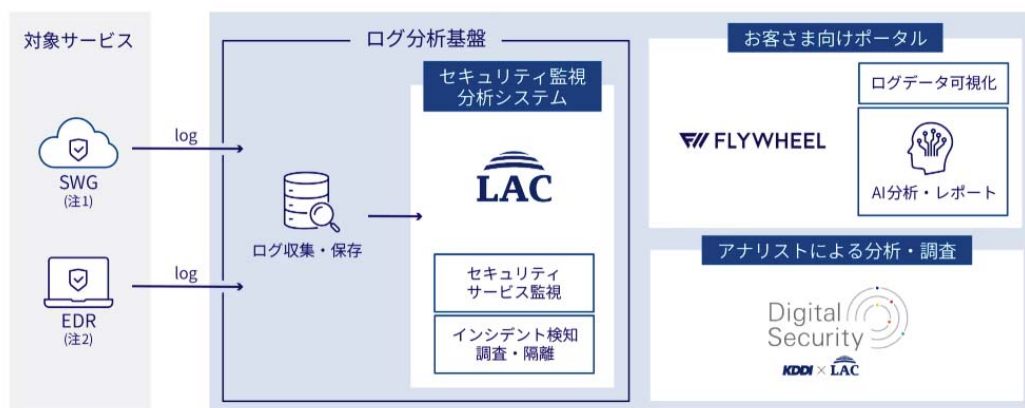 対象サービス
log
SWG
(注1)
log
EDR
(注2)
ログ分析基盤
ログ収集・保存
セキュリティ監視
分析システム
LAC
セキュリティ
サービス監視
インシデント検知
調査・隔離
お客さま向けポータル
FLYWHEEL
ログデータ可視化
AI分析・レポート
アナリストによる分析・調査
Digital
Security
KDDI × LAC